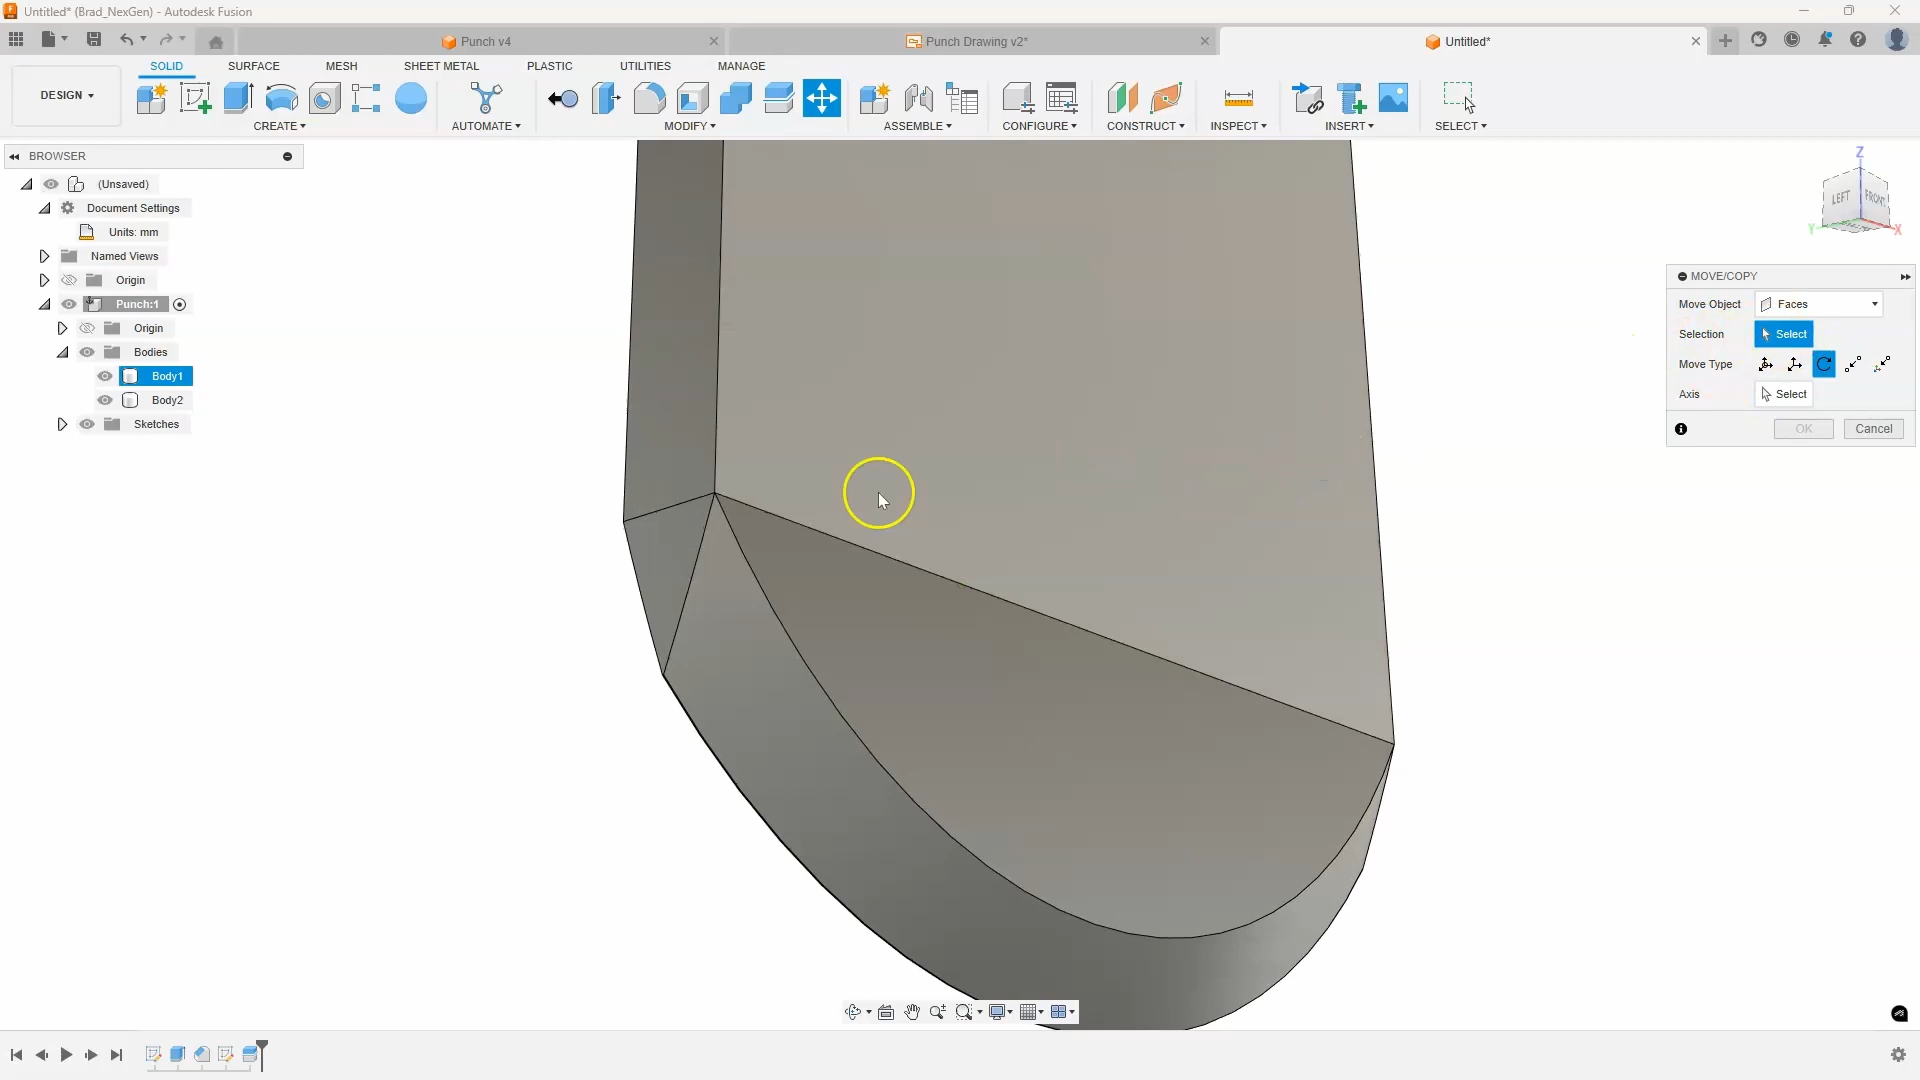 Untitled* (Brad_NexGen) - Autodesk Fusion
Punch v4
Punch Drawing v2*
Untitled*
DESIGN
SOLID SURFACE MESH SHEET METAL PLASTIC UTILITIES MANAGE
CREATE AUTOMATE MODIFY ASSEMBLE CONFIGURE CONSTRUCT INSPECT INSERT SELECT
BROWSER
(Unsaved)
Document Settings
Units: mm
Named Views
Origin
Punch:1
Origin
Bodies
Body1
Body2
Sketches
Z
LEFT FRONT
Y X
MOVE/COPY
Move Object Faces
Selection Select
Move Type
Axis Select
OK Cancel